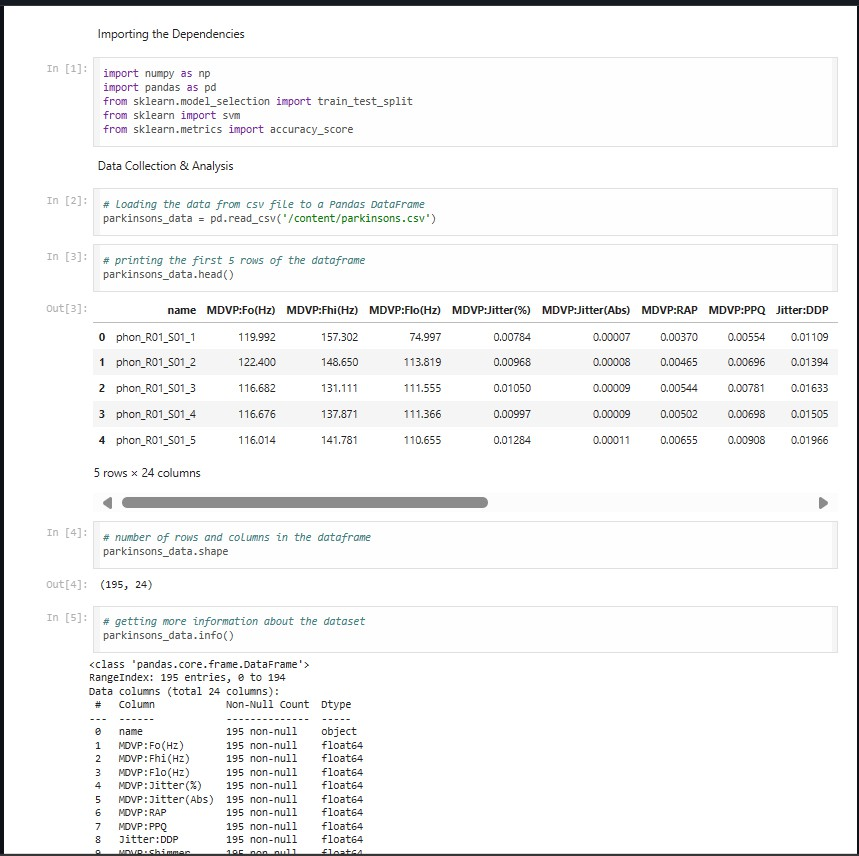 Importing the Dependencies
In [1]:
import numpy as np
import pandas as pd
from sklearn.model_selection import train_test_split
from sklearn import svm
from sklearn.metrics import accuracy_score
Data Collection & Analysis
In [2]:
# Loading the data from csv file to a Pandas DataFrame
parkinsons_data = pd.read_csv('/content/parkinsons.csv')
In [3]:
# printing the first 5 rows of the dataframe
parkinsons_data.head()
Out[3]:
name MDVP:Fo(Hz) MDVP:Fhi(Hz) MDVP:Flo(Hz) MDVP:Jitter(%) MDVP:Jitter(Abs) MDVP:RAP MDVP:PPQ Jitter:DDP
0 phon_R01_S01_1 119.992 157.302 74.997 0.00784 0.00007 0.00370 0.00554 0.01109
1 phon_R01_S01_2 122.400 148.650 113.819 0.00968 0.00008 0.00465 0.00696 0.01394
2 phon_R01_S01_3 116.682 131.111 111.555 0.01050 0.00009 0.00544 0.00781 0.01633
3 phon_R01_S01_4 116.676 137.871 111.366 0.00997 0.00009 0.00502 0.00698 0.01505
4 phon_R01_S01_5 116.014 141.781 110.655 0.01284 0.00011 0.00655 0.00908 0.01966
5 rows × 24 columns
In [4]:
# number of rows and columns in the dataframe
parkinsons_data.shape
Out[4]: (195, 24)
In [5]:
# getting more information about the dataset
parkinsons_data.info()
<class 'pandas.core.frame.DataFrame'>
RangeIndex: 195 entries, 0 to 194
Data columns (total 24 columns):
# Column Non-Null Count Dtype
--- ------ -------------- -----
0 name 195 non-null object
1 MDVP:Fo(Hz) 195 non-null float64
2 MDVP:Fhi(Hz) 195 non-null float64
3 MDVP:Flo(Hz) 195 non-null float64
4 MDVP:Jitter(%) 195 non-null float64
5 MDVP:Jitter(Abs) 195 non-null float64
6 MDVP:RAP 195 non-null float64
7 MDVP:PPQ 195 non-null float64
8 Jitter:DDP 195 non-null float64
9 MDVP:Shimmer 195 non-null float64